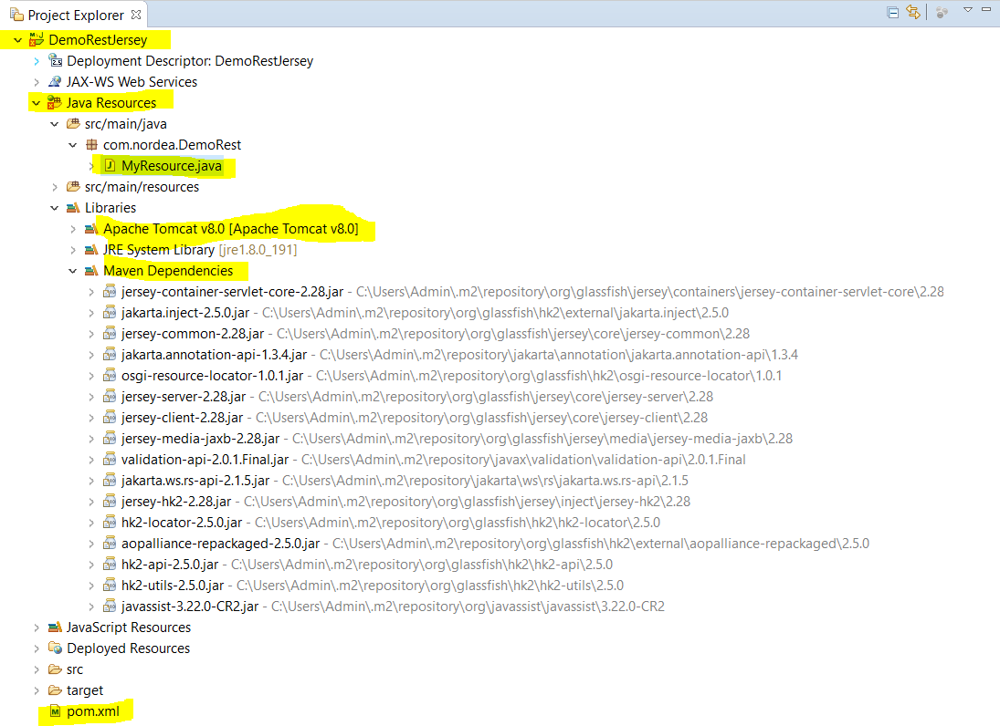 Project Explorer
DemoRestJersey
Deployment Descriptor: DemoRestJersey
JAX-WS Web Services
Java Resources
src/main/java
com.nordea.DemoRest
MyResource.java
src/main/resources
Libraries
Apache Tomcat v8.0 [Apache Tomcat v8.0]
JRE System Library [jre1.8.0_191]
Maven Dependencies
jersey-container-servlet-core-2.28.jar - C:\Users\Admin\.m2\repository\org\glassfish\jersey\containers\jersey-container-servlet-core\2.28
jakarta.inject-2.5.0.jar - C:\Users\Admin\.m2\repository\org\glassfish\hk2\external\jakarta.inject\2.5.0
jersey-common-2.28.jar - C:\Users\Admin\.m2\repository\org\glassfish\jersey\core\jersey-common\2.28
jakarta.annotation-api-1.3.4.jar - C:\Users\Admin\.m2\repository\jakarta\annotation\jakarta.annotation-api\1.3.4
osgi-resource-locator-1.0.1.jar - C:\Users\Admin\.m2\repository\org\glassfish\hk2\osgi-resource-locator\1.0.1
jersey-server-2.28.jar - C:\Users\Admin\.m2\repository\org\glassfish\jersey\core\jersey-server\2.28
jersey-client-2.28.jar - C:\Users\Admin\.m2\repository\org\glassfish\jersey\core\jersey-client\2.28
jersey-media-jaxb-2.28.jar - C:\Users\Admin\.m2\repository\org\glassfish\jersey\media\jersey-media-jaxb\2.28
validation-api-2.0.1.Final.jar - C:\Users\Admin\.m2\repository\javax\validation\validation-api\2.0.1.Final
jakarta.ws.rs-api-2.1.5.jar - C:\Users\Admin\.m2\repository\jakarta\ws\rs\jakarta.ws.rs-api\2.1.5
jersey-hk2-2.28.jar - C:\Users\Admin\.m2\repository\org\glassfish\jersey\inject\jersey-hk2\2.28
hk2-locator-2.5.0.jar - C:\Users\Admin\.m2\repository\org\glassfish\hk2\hk2-locator\2.5.0
aopalliance-repackaged-2.5.0.jar - C:\Users\Admin\.m2\repository\org\glassfish\hk2\external\aopalliance-repackaged\2.5.0
hk2-api-2.5.0.jar - C:\Users\Admin\.m2\repository\org\glassfish\hk2\hk2-api\2.5.0
hk2-utils-2.5.0.jar - C:\Users\Admin\.m2\repository\org\glassfish\hk2\hk2-utils\2.5.0
javassist-3.22.0-CR2.jar - C:\Users\Admin\.m2\repository\org\javassist\javassist\3.22.0-CR2
JavaScript Resources
Deployed Resources
src
target
pom.xml